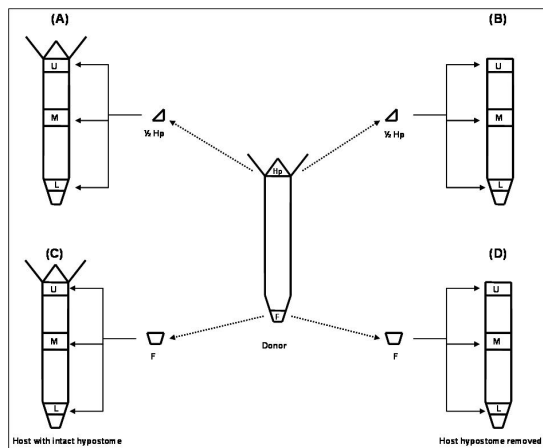 (A)
U
M
L
½ Hp
(B)
U
M
L
½ Hp
Hp
F
Donor
(C)
U
M
L
F
Host with intact hypostome
(D)
U
M
L
F
Host hypostome removed